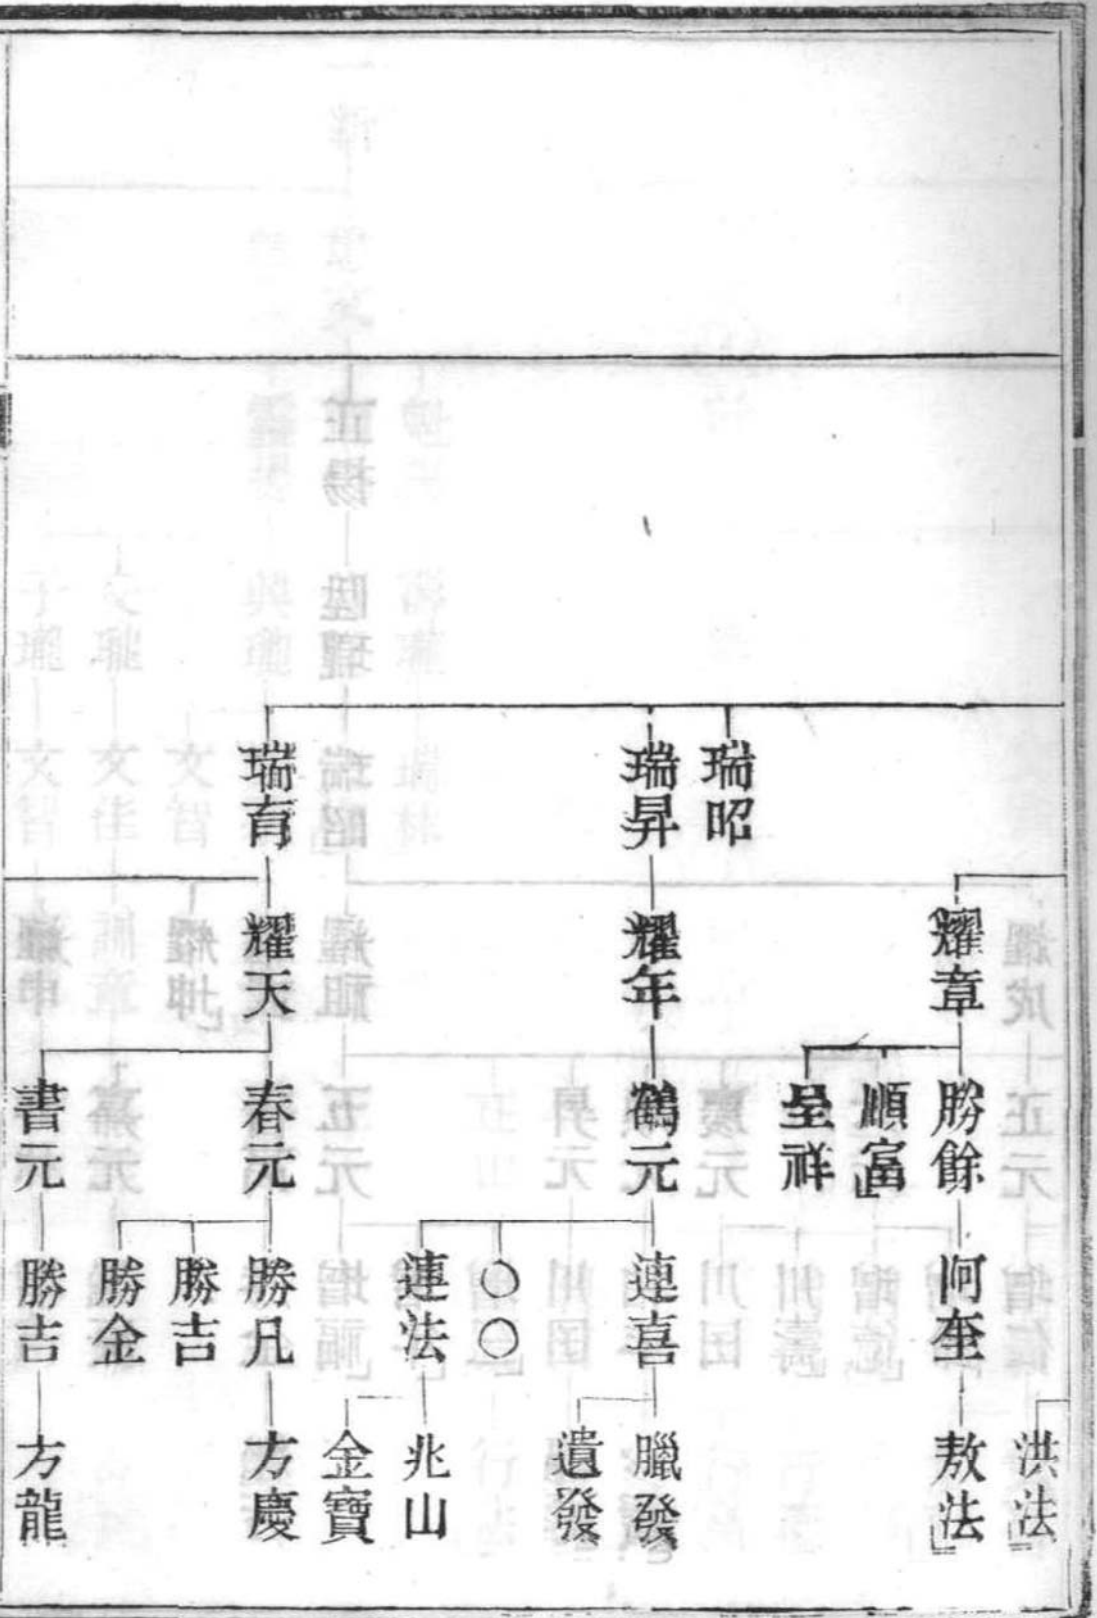 瑞昭
瑞昇
瑞育
耀章
耀年
耀天
勝餘
順富
呈祥
鶴元
春元
書元
阿奎
連喜
○○
連法
勝凡
勝吉
勝金
勝吉
洪法
敖法
臘發
遺發
兆山
金寶
方慶
方龍